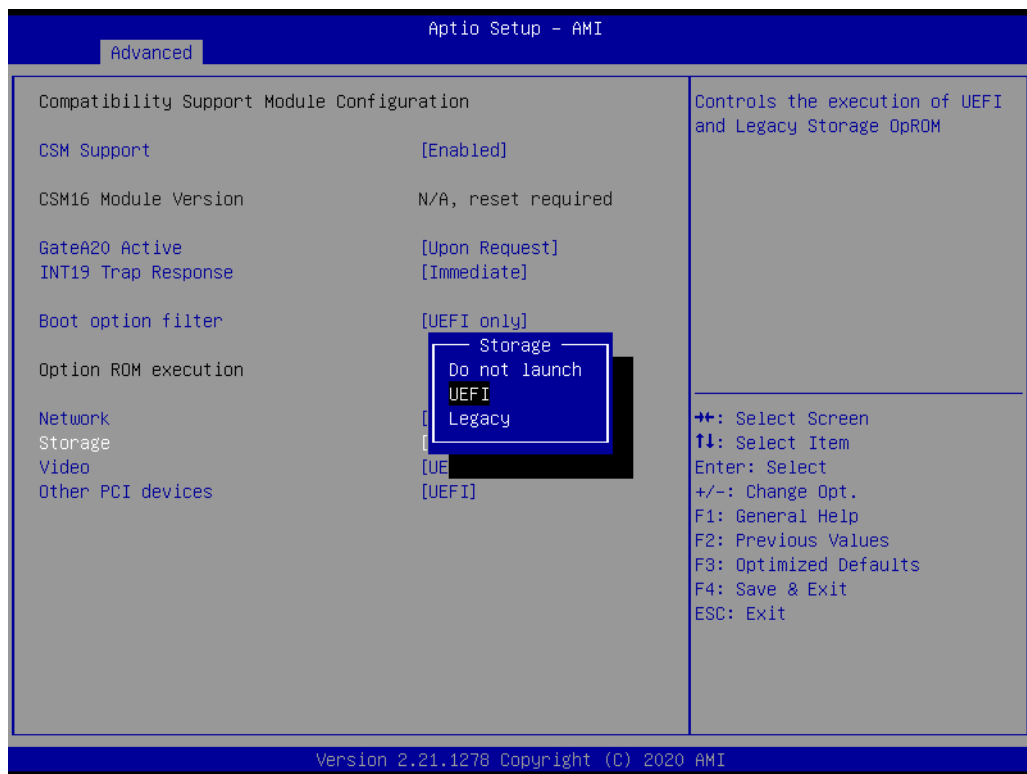 Aptio Setup – AMI
Advanced
Compatibility Support Module Configuration
CSM Support [Enabled]
CSM16 Module Version N/A, reset required
GateA20 Active [Upon Request]
INT19 Trap Response [Immediate]
Boot option filter [UEFI only]
Option ROM execution
Network [
Storage [
Video [UE
Other PCI devices [UEFI]
Storage
Do not launch
UEFI
Legacy
Controls the execution of UEFI
and Legacy Storage OpROM
→←: Select Screen
↑↓: Select Item
Enter: Select
+/-: Change Opt.
F1: General Help
F2: Previous Values
F3: Optimized Defaults
F4: Save & Exit
ESC: Exit
Version 2.21.1278 Copyright (C) 2020 AMI